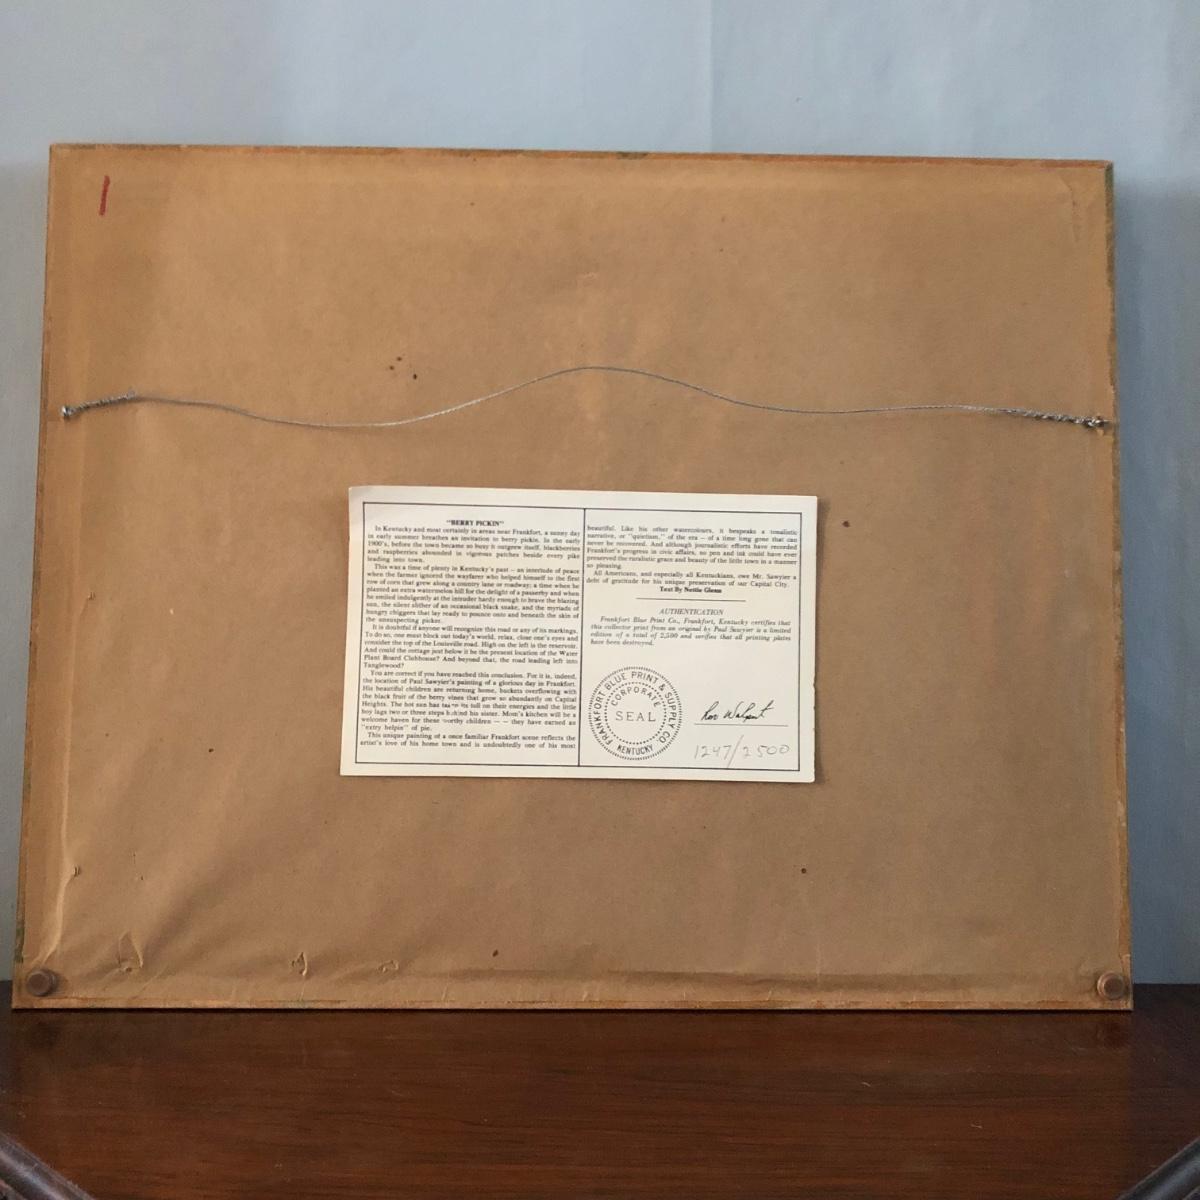 "BERRY PICKIN"
In Kentucky and most certainly in areas near Frankfort, a sunny day
in early summer breathes an invitation to berry pickin. In the early
1900's, before the town became so busy it outgrew itself, blackberries
and raspberries abounded in vigorous patches beside every pike
leading into town.
This was a time of plenty in Kentucky's past — an interlude of peace
when the farmer ignored the wayfarer who helped himself to the first
row of corn that grew along a country lane or roadway; a time when he
planted an extra watermelon hill for the delight of a passerby and when
he smiled indulgently at the intruder hardy enough to brave the blazing
sun, the silent slither of an occasional black snake, and the myriads of
hungry chiggers that lay ready to pounce onto and beneath the skin of
the unsuspecting picker.
It is doubtful if anyone will recognize this road or any of its markings.
To do so, one must block out today's world, relax, close one's eyes and
consider the top of the Louisville road. High on the left is the reservoir.
And could the cottage just below it be the present location of the Water
Plant Board Clubhouse? And beyond that, the road leading left into
Tanglewood?
You are correct if you have reached this conclusion. For it is, indeed,
the location of Paul Sawyier's painting of a glorious day in Frankfort.
His beautiful children are returning home, buckets overflowing with
the black fruit of the berry vines that grow so abundantly on Capital
Heights. The hot sun has taken its toll on their energies and the little
boy lags two or three steps behind his sister. Mom's kitchen will be a
welcome haven for these worthy children — — they have earned an
"extry helpin" of pie.
This unique painting of a once familiar Frankfort scene reflects the
artist's love of his home town and is undoubtedly one of his most
beautiful. Like his other watercolours, it bespeaks a tonalistic
narrative, or "quietism," of the era — of a time long gone that can
never be recovered. And although journalistic efforts have recorded
Frankfort's progress in civic affairs, no pen and ink could have ever
preserved the ruralistic grace and beauty of the little town in a manner
so pleasing.
All Americans, and especially all Kentuckians, owe Mr. Sawyier a
debt of gratitude for his unique preservation of our Capital City.
Text By Nettie Glenn
AUTHENTICATION
Frankfort Blue Print Co., Frankfort, Kentucky certifies that
this collector print from an original by Paul Sawyier is a limited
edition of a total of 2,500 and verifies that all printing plates
have been destroyed.
FRANKFORT BLUE PRINT & SUPPLY CO.
CORPORATE
SEAL
KENTUCKY
1247/2500